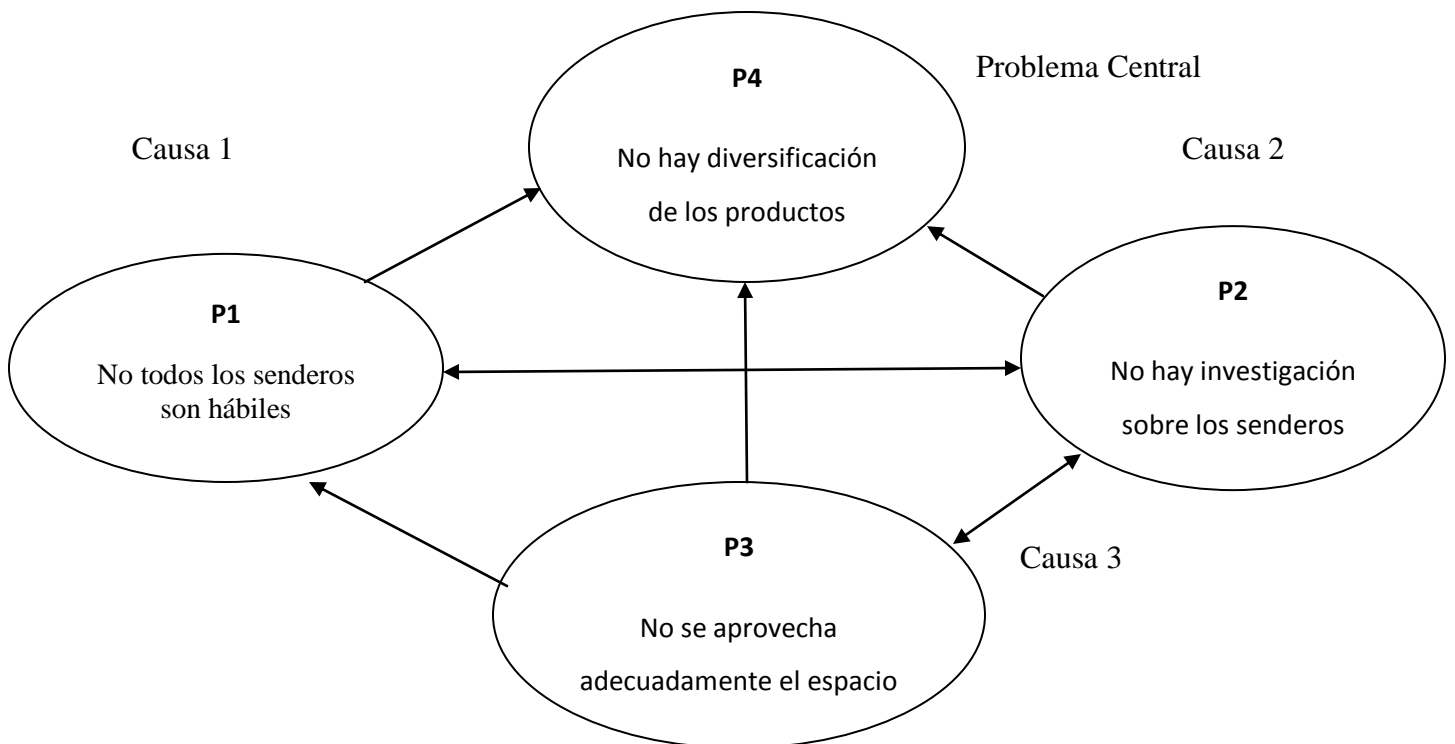 P4
Problema Central
No hay diversificación
de los productos
Causa 1
Causa 2
P1
No todos los senderos
son hábiles
P2
No hay investigación
sobre los senderos
P3
Causa 3
No se aprovecha
adecuadamente el espacio